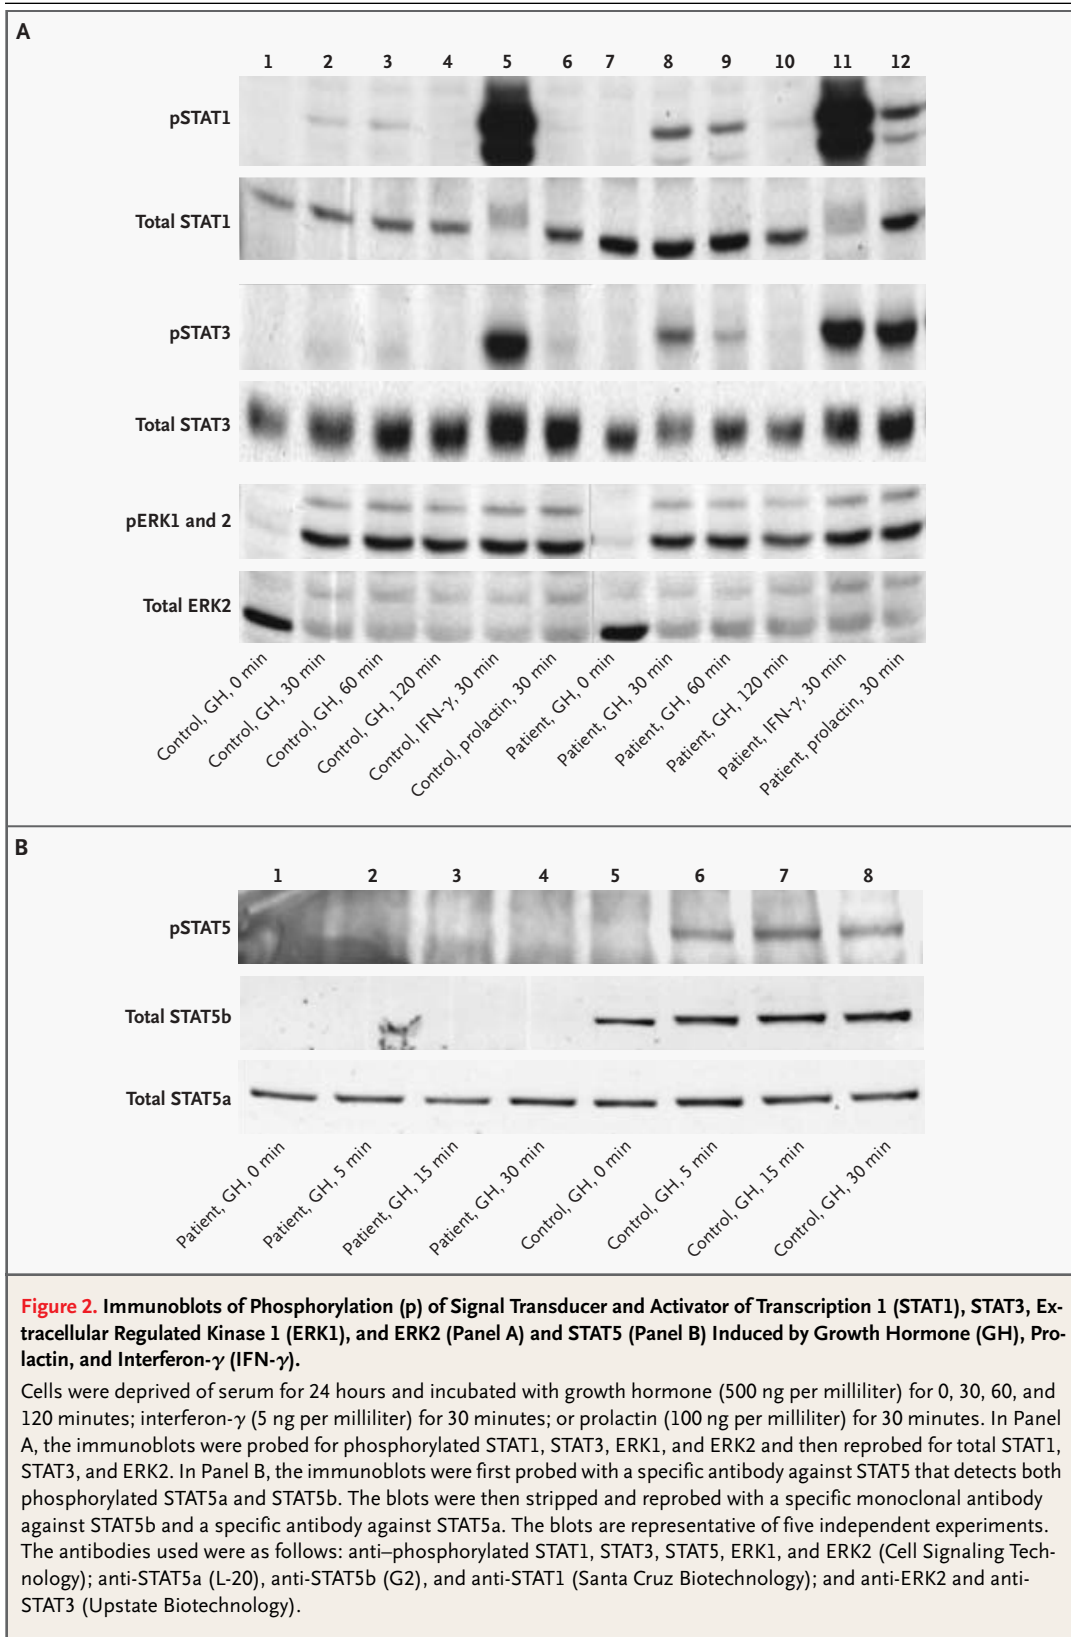 A
1 2 3 4 5 6 7 8 9 10 11 12
pSTAT1
Total STAT1
pSTAT3
Total STAT3
pERK1 and 2
Total ERK2
Control, GH, 0 min
Control, GH, 30 min
Control, GH, 60 min
Control, GH, 120 min
Control, IFN-γ, 30 min
Control, prolactin, 30 min
Patient, GH, 0 min
Patient, GH, 30 min
Patient, GH, 60 min
Patient, GH, 120 min
Patient, IFN-γ, 30 min
Patient, prolactin, 30 min
B
1 2 3 4 5 6 7 8
pSTAT5
Total STAT5b
Total STAT5a
Patient, GH, 0 min
Patient, GH, 5 min
Patient, GH, 15 min
Patient, GH, 30 min
Control, GH, 0 min
Control, GH, 5 min
Control, GH, 15 min
Control, GH, 30 min
Figure 2. Immunoblots of Phosphorylation (p) of Signal Transducer and Activator of Transcription 1 (STAT1), STAT3, Ex-
tracellular Regulated Kinase 1 (ERK1), and ERK2 (Panel A) and STAT5 (Panel B) Induced by Growth Hormone (GH), Pro-
lactin, and Interferon-γ (IFN-γ).
Cells were deprived of serum for 24 hours and incubated with growth hormone (500 ng per milliliter) for 0, 30, 60, and
120 minutes; interferon-γ (5 ng per milliliter) for 30 minutes; or prolactin (100 ng per milliliter) for 30 minutes. In Panel
A, the immunoblots were probed for phosphorylated STAT1, STAT3, ERK1, and ERK2 and then reprobed for total STAT1,
STAT3, and ERK2. In Panel B, the immunoblots were first probed with a specific antibody against STAT5 that detects both
phosphorylated STAT5a and STAT5b. The blots were then stripped and reprobed with a specific monoclonal antibody
against STAT5b and a specific antibody against STAT5a. The blots are representative of five independent experiments.
The antibodies used were as follows: anti–phosphorylated STAT1, STAT3, STAT5, ERK1, and ERK2 (Cell Signaling Tech-
nology); anti-STAT5a (L-20), anti-STAT5b (G2), and anti-STAT1 (Santa Cruz Biotechnology); and anti-ERK2 and anti-
STAT3 (Upstate Biotechnology).